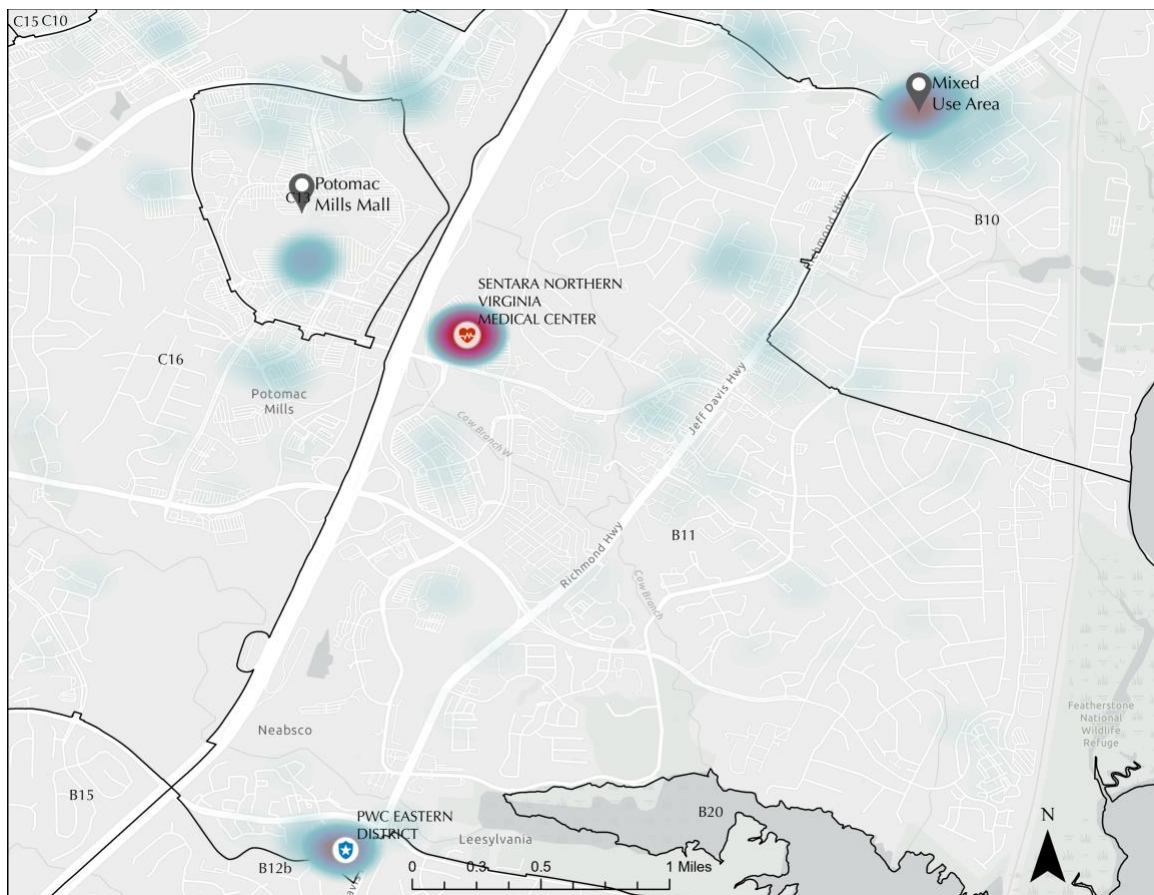 C15 C10
Mixed
Use Area
Potomac
C13
Mills Mall
B10
Richmond Hwy
SENTARA NORTHERN
VIRGINIA
MEDICAL CENTER
C16
Potomac
Mills
Jeff Davis Hwy
Cow Branch W
B11
Richmond Hwy
Cow Branch
Featherstone
National
Wildlife
Refuge
Neabsco
B15
B20
PWC EASTERN
DISTRICT
Leesylvania
B12b
N
0 0.3 0.5 1 Miles